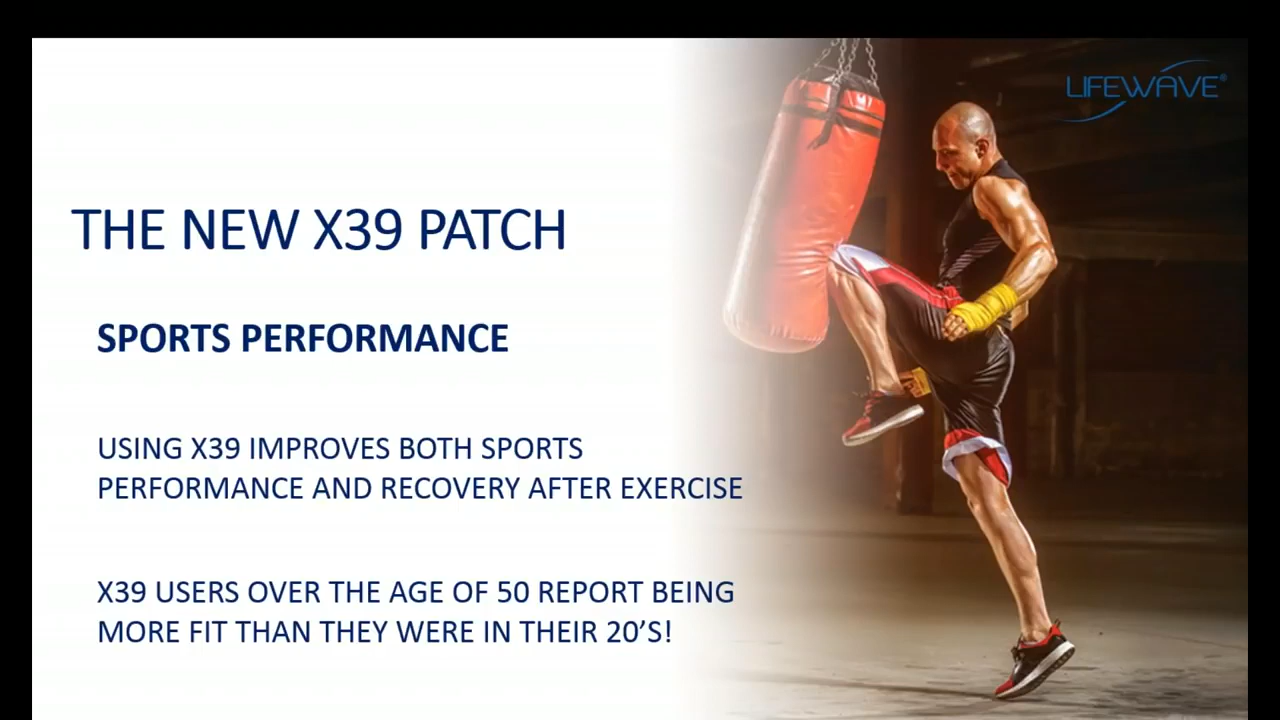 LIFEWAVE®
THE NEW X39 PATCH
SPORTS PERFORMANCE
USING X39 IMPROVES BOTH SPORTS
PERFORMANCE AND RECOVERY AFTER EXERCISE
X39 USERS OVER THE AGE OF 50 REPORT BEING
MORE FIT THAN THEY WERE IN THEIR 20'S!